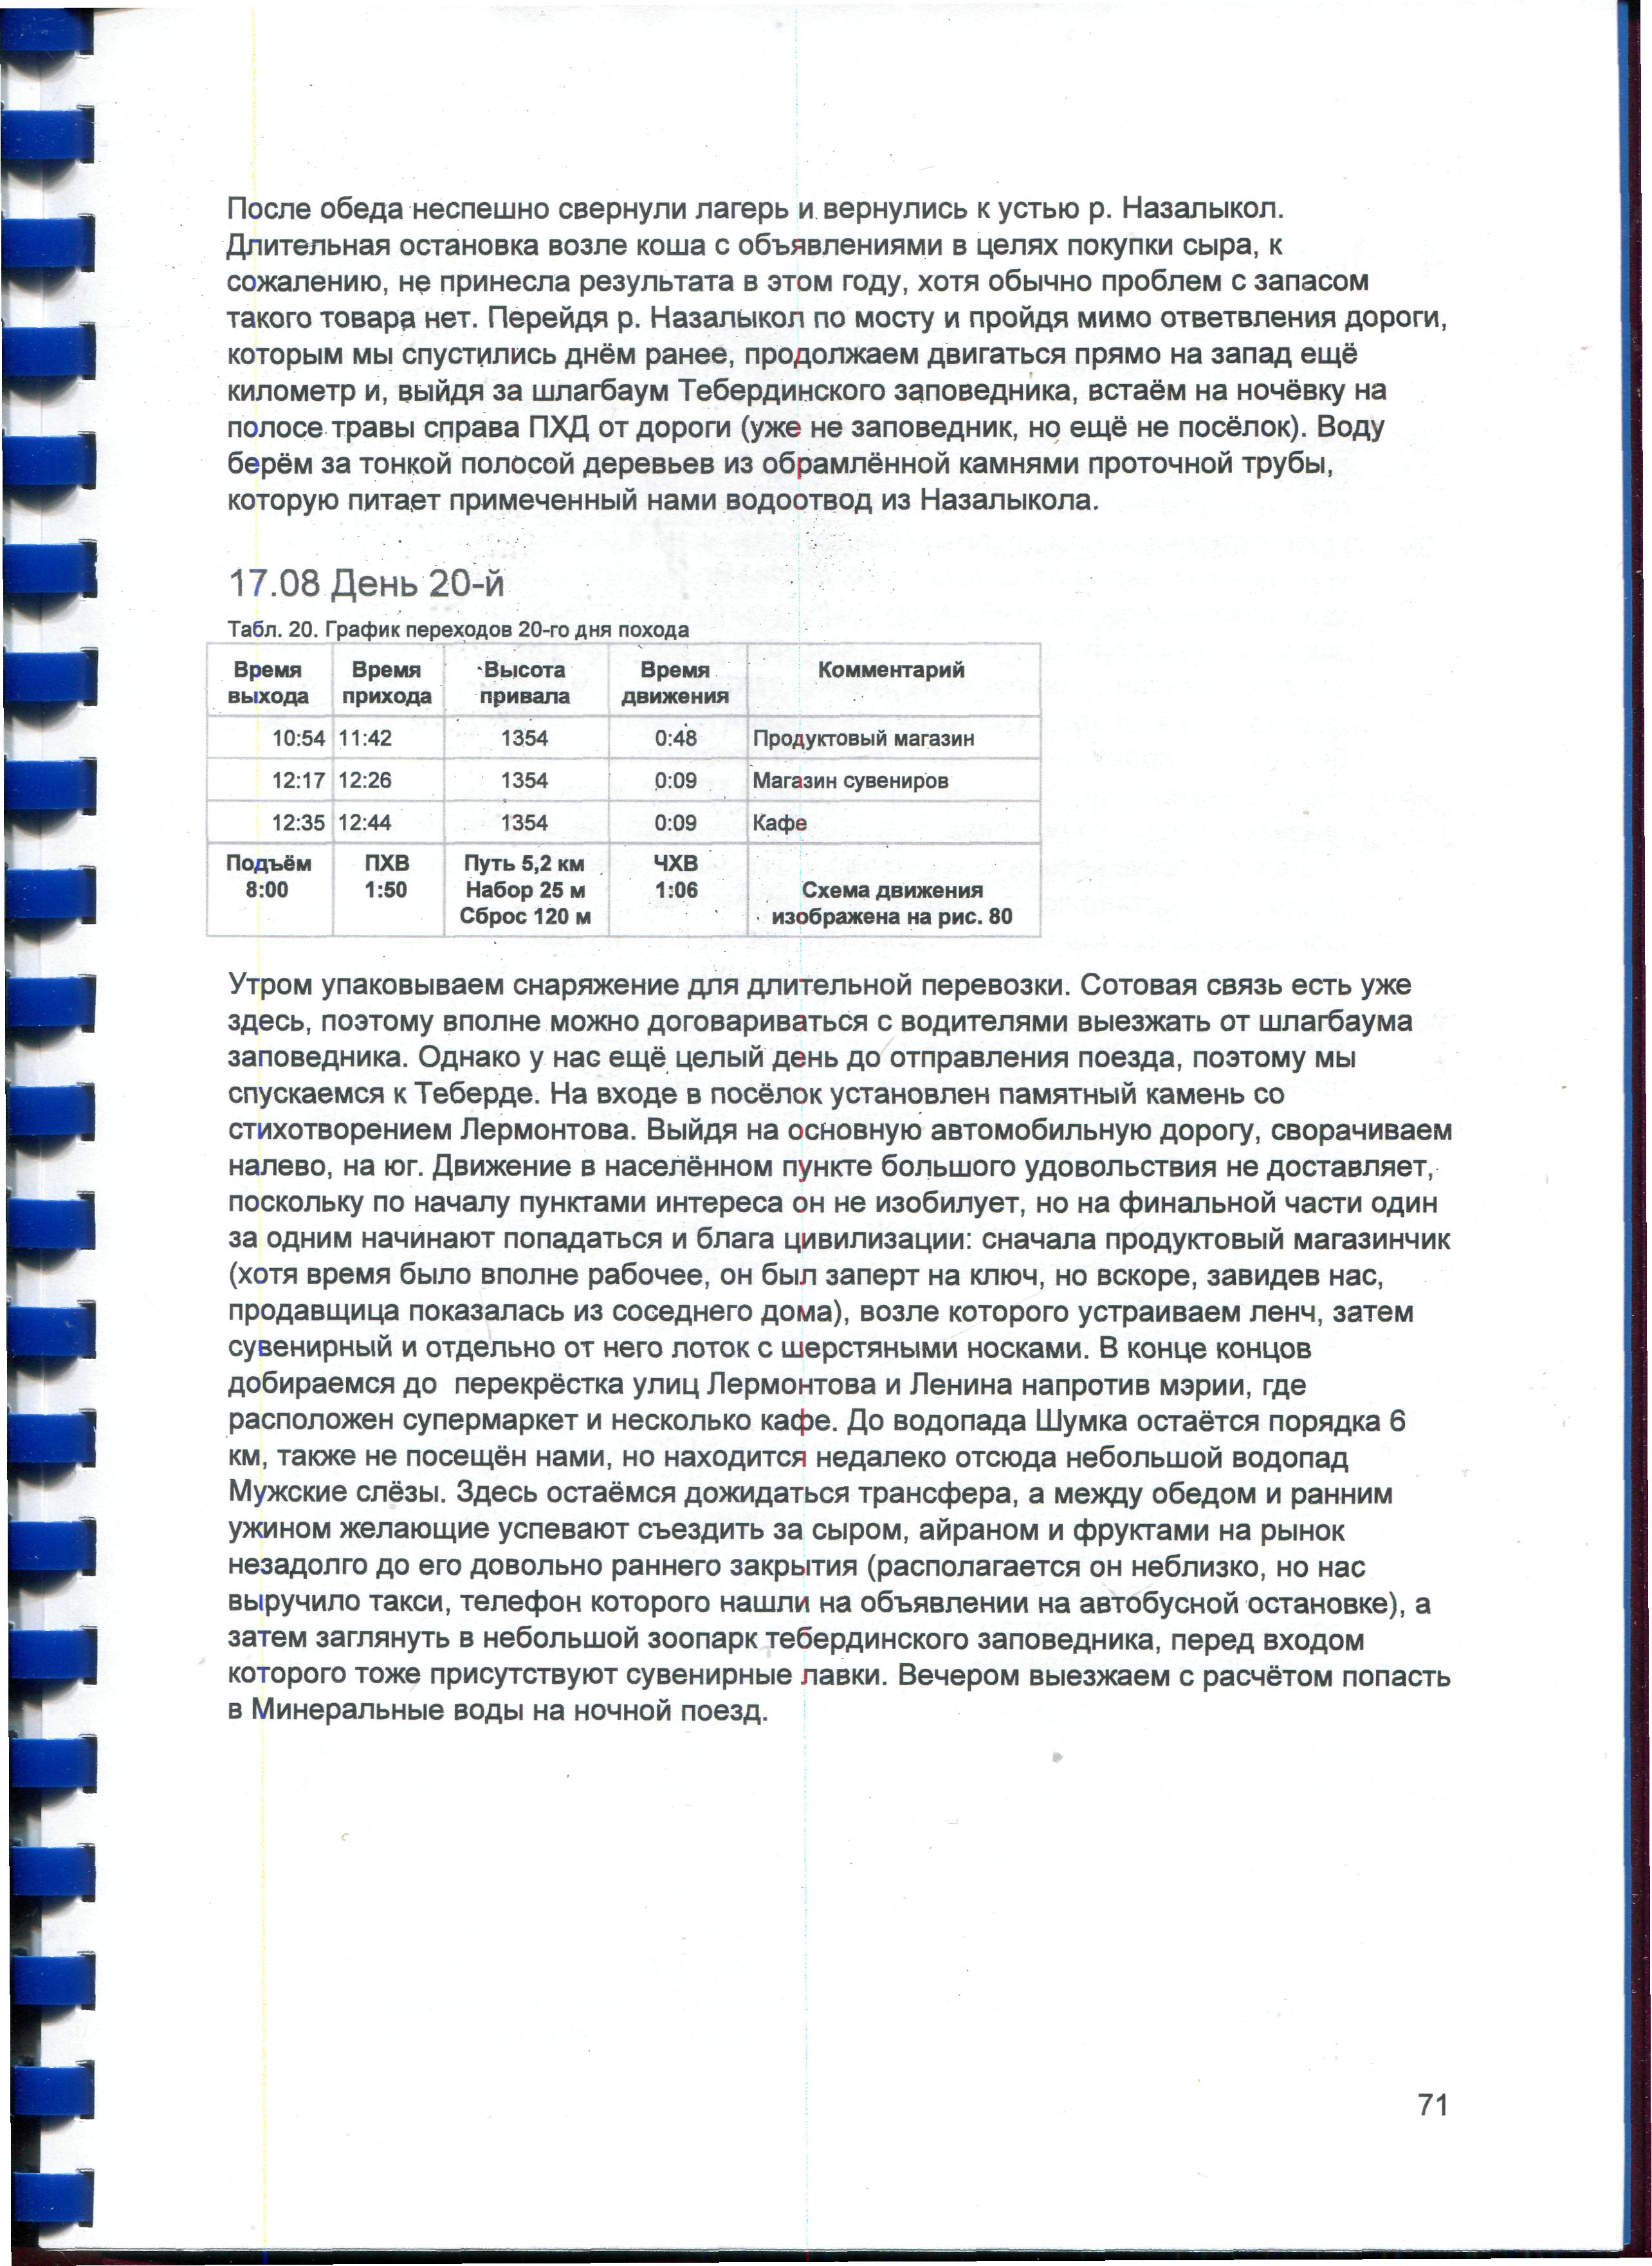 После обеда неспешно свернули лагерь и вернулись к устью р. Назалыкол.
Длительная остановка возле коша с объявлениями в целях покупки сыра, к
сожалению, не принесла результата в этом году, хотя обычно проблем с запасом
такого товара нет. Перейдя р. Назалыкол по мосту и пройдя мимо ответвления дороги,
которым мы спустились днём ранее, продолжаем двигаться прямо на запад ещё
километр и, выйдя за шлагбаум Тебердинского заповедника, встаём на ночёвку на
полосе травы справа ПХД от дороги (уже не заповедник, но ещё не посёлок). Воду
берём за тонкой полосой деревьев из обрамлённой камнями проточной трубы,
которую питает примеченный нами водоотвод из Назалыкола.
17.08 День 20-й
Табл. 20. График переходов 20-го дня похода
Время выхода Время прихода Высота привала Время движения Комментарий
10:54 11:42 1354 0:48 Продуктовый магазин
12:17 12:26 1354 0:09 Магазин сувениров
12:35 12:44 1354 0:09 Кафе
Подъём ПХВ Путь 5,2 км ЧХВ
8:00 1:50 Набор 25 м 1:06 Схема движения
Сброс 120 м изображена на рис. 80
Утром упаковываем снаряжение для длительной перевозки. Сотовая связь есть уже
здесь, поэтому вполне можно договариваться с водителями выезжать от шлагбаума
заповедника. Однако у нас ещё целый день до отправления поезда, поэтому мы
спускаемся к Теберде. На входе в посёлок установлен памятный камень со
стихотворением Лермонтова. Выйдя на основную автомобильную дорогу, сворачиваем
налево, на юг. Движение в населённом пункте большого удовольствия не доставляет,
поскольку по началу пунктами интереса он не изобилует, но на финальной части один
за одним начинают попадаться и блага цивилизации: сначала продуктовый магазинчик
(хотя время было вполне рабочее, он был заперт на ключ, но вскоре, завидев нас,
продавщица показалась из соседнего дома), возле которого устраиваем ленч, затем
сувенирный и отдельно от него лоток с шерстяными носками. В конце концов
добираемся до  перекрёстка улиц Лермонтова и Ленина напротив мэрии, где
расположен супермаркет и несколько кафе. До водопада Шумка остаётся порядка 6
км, также не посещён нами, но находится недалеко отсюда небольшой водопад
Мужские слёзы. Здесь остаёмся дожидаться трансфера, а между обедом и ранним
ужином желающие успевают съездить за сыром, айраном и фруктами на рынок
незадолго до его довольно раннего закрытия (располагается он неблизко, но нас
выручило такси, телефон которого нашли на объявлении на автобусной остановке), а
затем заглянуть в небольшой зоопарк тебердинского заповедника, перед входом
которого тоже присутствуют сувенирные лавки. Вечером выезжаем с расчётом попасть
в Минеральные воды на ночной поезд.
71